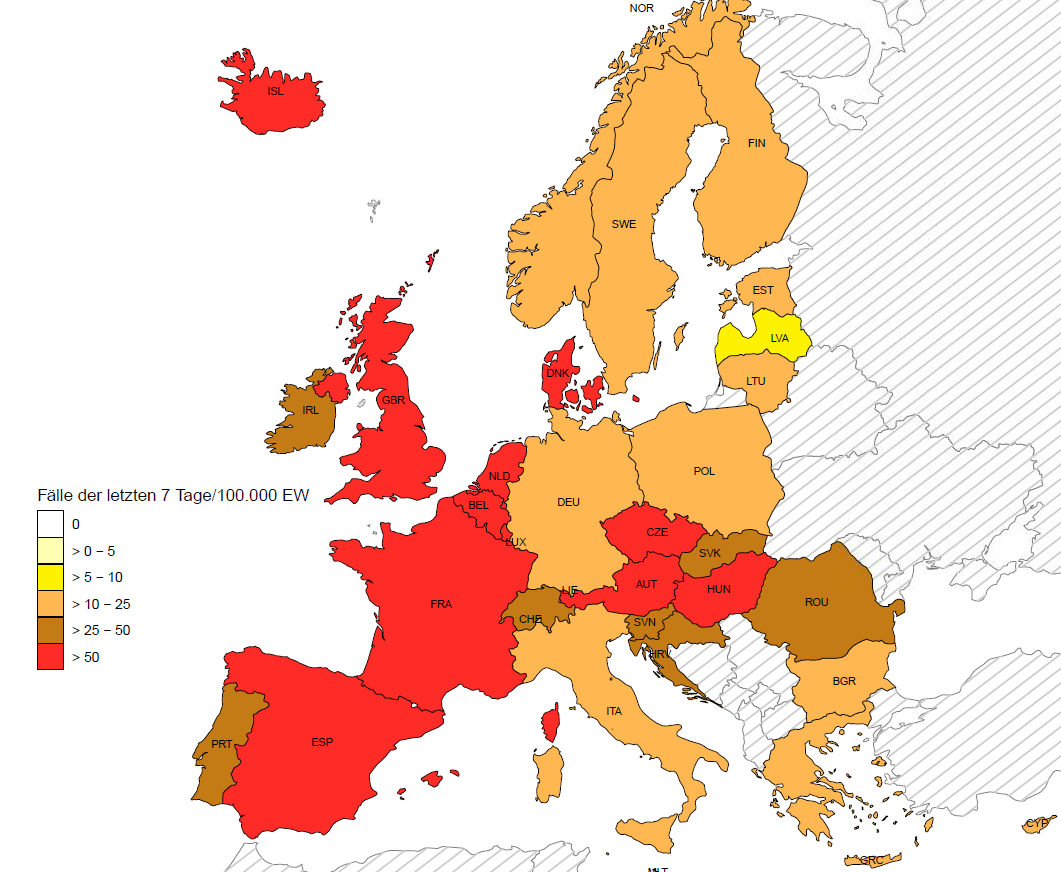 NOR
ISL
FIN
SWE
EST
LVA
DNK
LTU
GBR
IRL
POL
NLD
DEU
BEL
Fälle der letzten 7 Tage/100.000 EW
0
> 0 – 5
> 5 – 10
> 10 – 25
> 25 – 50
> 50
CZE
LUX
SVK
AUT
HUN
LIE
FRA
ROU
CHE
SVN
HRV
BGR
ITA
PRT
ESP
CYP
GRC
MLT